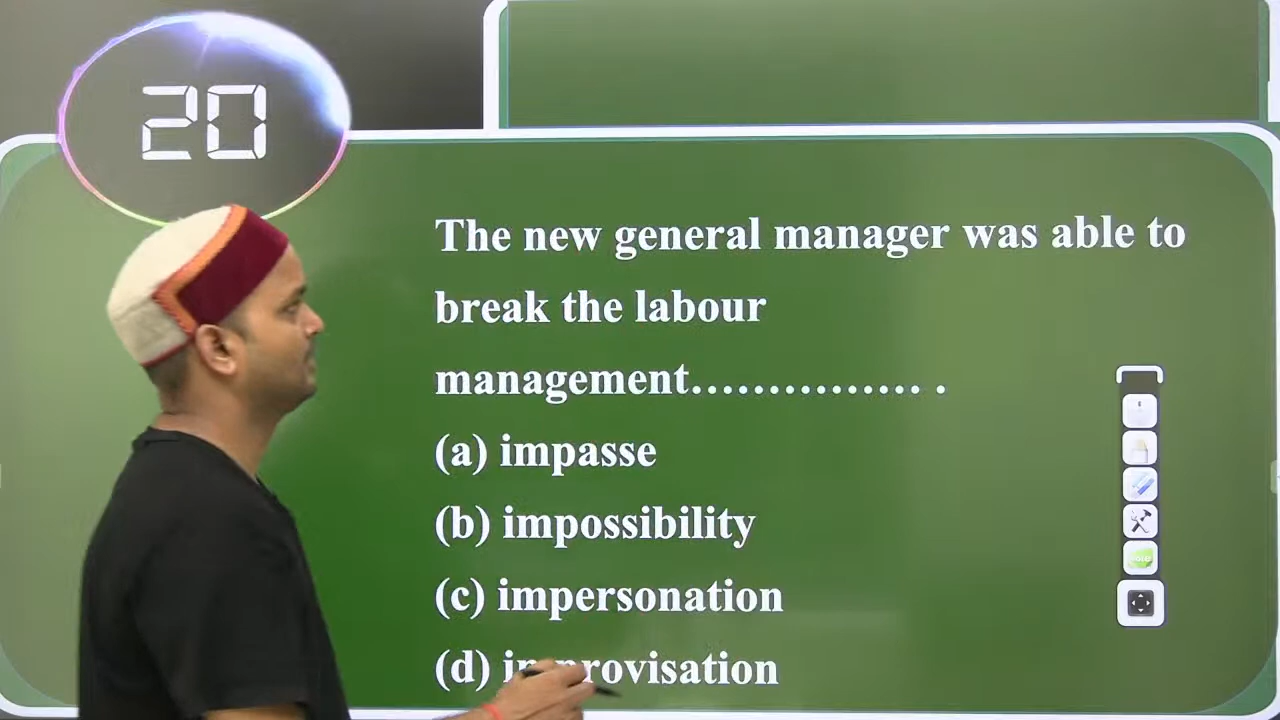 20
The new general manager was able to
break the labour
management............... .
(a) impasse
(b) impossibility
(c) impersonation
(d) improvisation